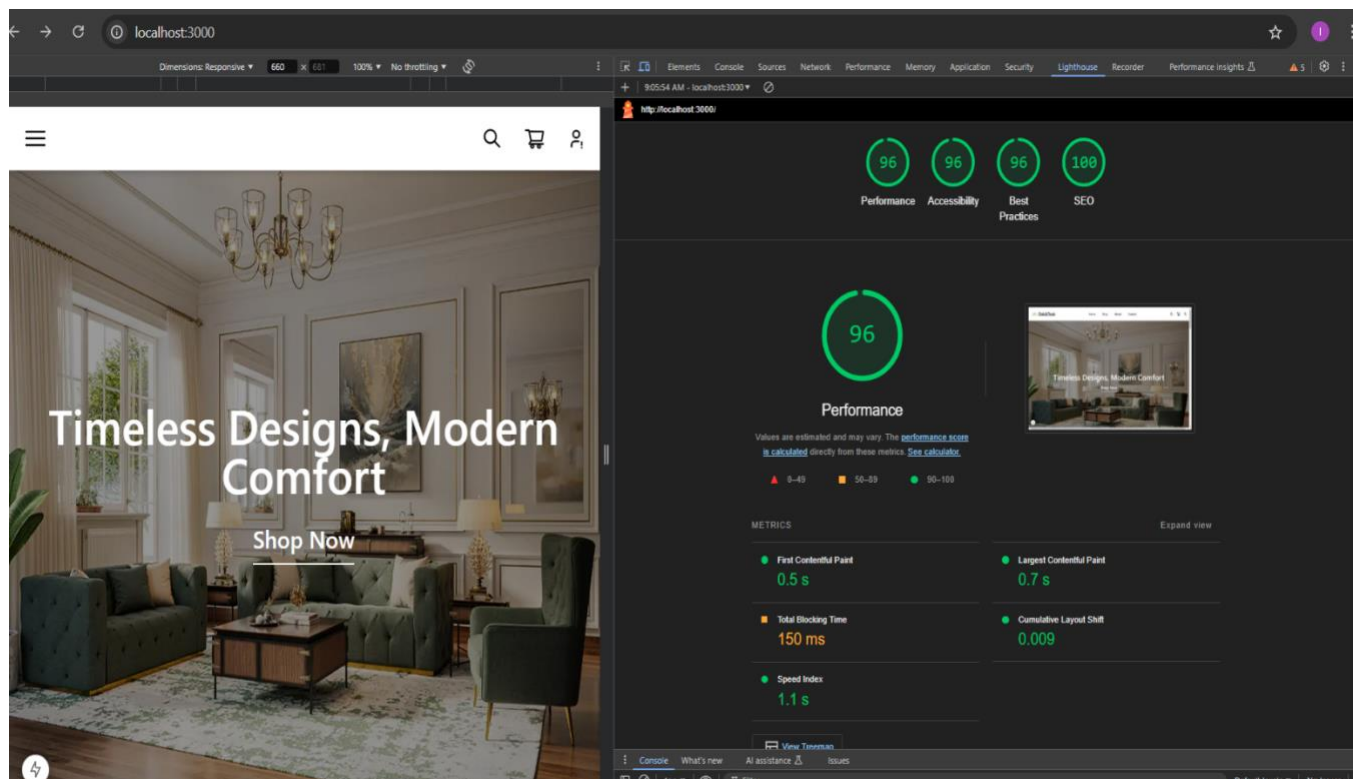 localhost:3000
I
Dimensions: Responsive 660 x 681 100% No throttling
Elements Console Sources Network Performance Memory Application Security Lighthouse Recorder Performance insights 5
9:05:54 AM - localhost:3000
http://localhost:3000/
96 96 96 100
Performance Accessibility Best Practices SEO
96
Timeless Designs, Modern Comfort
Performance
Values are estimated and may vary. The performance score
is calculated directly from these metrics. See calculator.
0–49 50–89 90–100
Timeless Designs, Modern
Comfort
Shop Now
METRICS Expand view
First Contentful Paint
0.5 s
Largest Contentful Paint
0.7 s
Total Blocking Time
150 ms
Cumulative Layout Shift
0.009
Speed Index
1.1 s
View Treemap
Console What's new AI assistance Issues